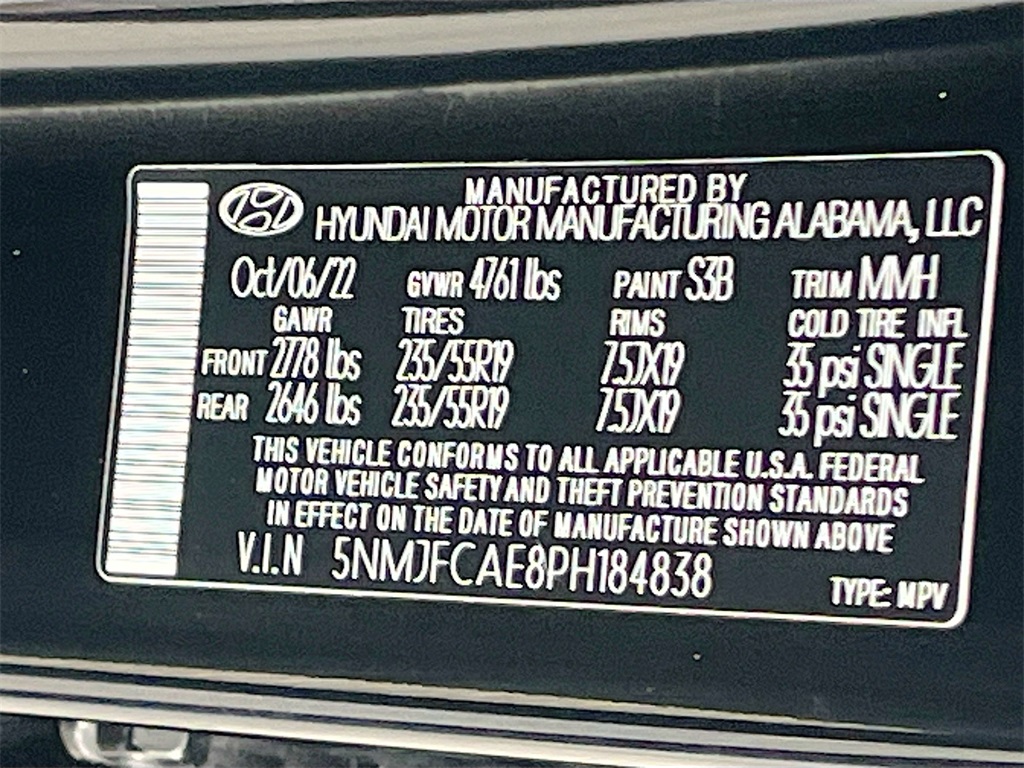 MANUFACTURED BY
HYUNDAI MOTOR MANUFACTURING ALABAMA, LLC
Oct/06/22 GVWR 4761 lbs PAINT S3B TRIM MMH
GAWR TIRES RIMS COLD TIRE INFL
FRONT 2778 lbs 235/55R19 7.5JX19 35 psi SINGLE
REAR 2646 lbs 235/55R19 7.5JX19 35 psi SINGLE
THIS VEHICLE CONFORMS TO ALL APPLICABLE U.S.A. FEDERAL
MOTOR VEHICLE SAFETY AND THEFT PREVENTION STANDARDS
IN EFFECT ON THE DATE OF MANUFACTURE SHOWN ABOVE
V.I.N 5NMJFCAE8PH184838
TYPE: MPV